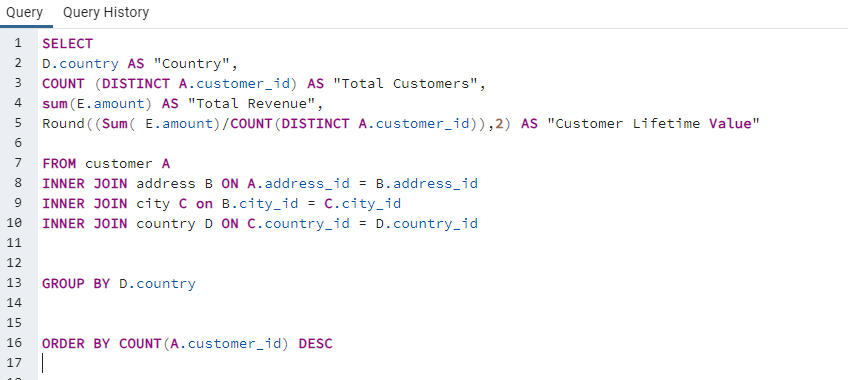 Query Query History
1 SELECT
2 D.country AS "Country",
3 COUNT (DISTINCT A.customer_id) AS "Total Customers",
4 sum(E.amount) AS "Total Revenue",
5 Round((Sum( E.amount)/COUNT(DISTINCT A.customer_id)),2) AS "Customer Lifetime Value"
6
7 FROM customer A
8 INNER JOIN address B ON A.address_id = B.address_id
9 INNER JOIN city C on B.city_id = C.city_id
10 INNER JOIN country D ON C.country_id = D.country_id
11
12
13 GROUP BY D.country
14
15
16 ORDER BY COUNT(A.customer_id) DESC
17